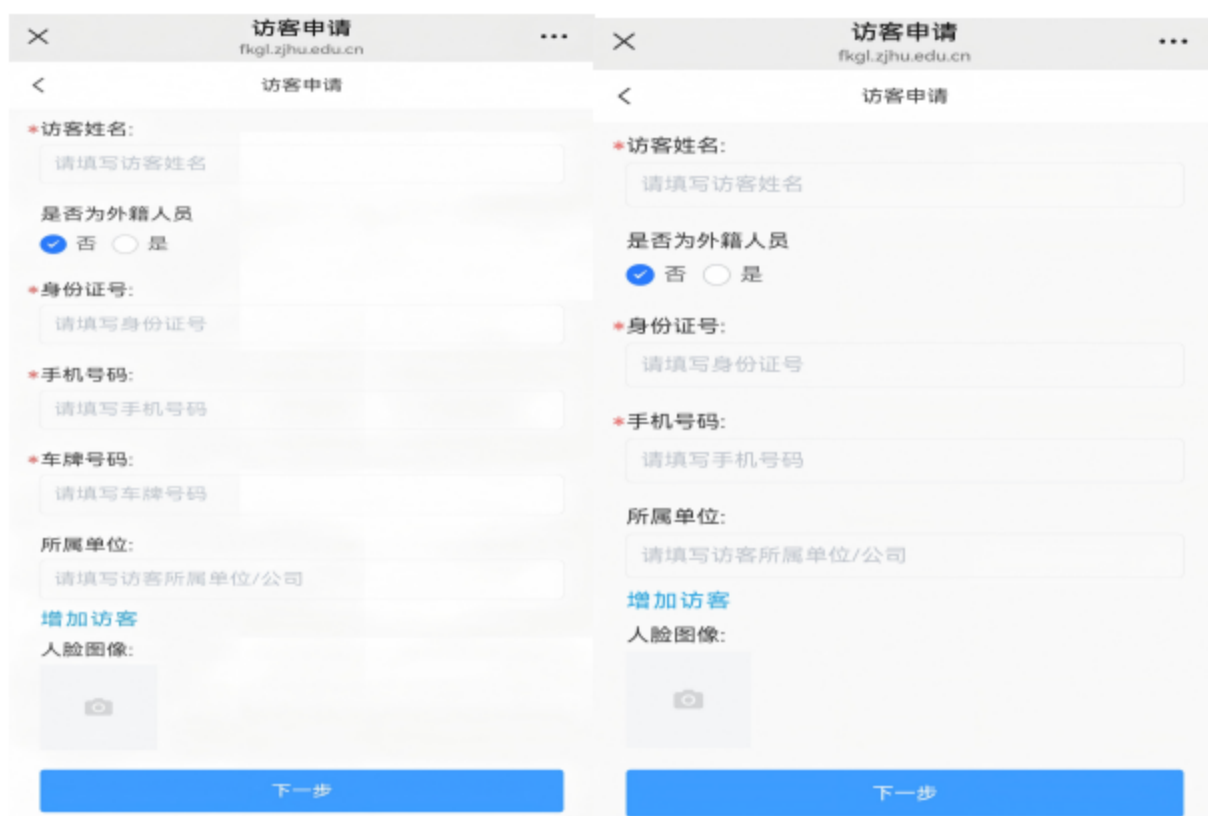 访客申请
fkgl.zjhu.edu.cn
访客申请
*访客姓名:
请填写访客姓名
是否为外籍人员
否 是
*身份证号:
请填写身份证号
*手机号码:
请填写手机号码
*车牌号码:
请填写车牌号码
所属单位:
请填写访客所属单位/公司
增加访客
人脸图像:
下一步
访客申请
fkgl.zjhu.edu.cn
访客申请
*访客姓名:
请填写访客姓名
是否为外籍人员
否 是
*身份证号:
请填写身份证号
*手机号码:
请填写手机号码
所属单位:
请填写访客所属单位/公司
增加访客
人脸图像:
下一步